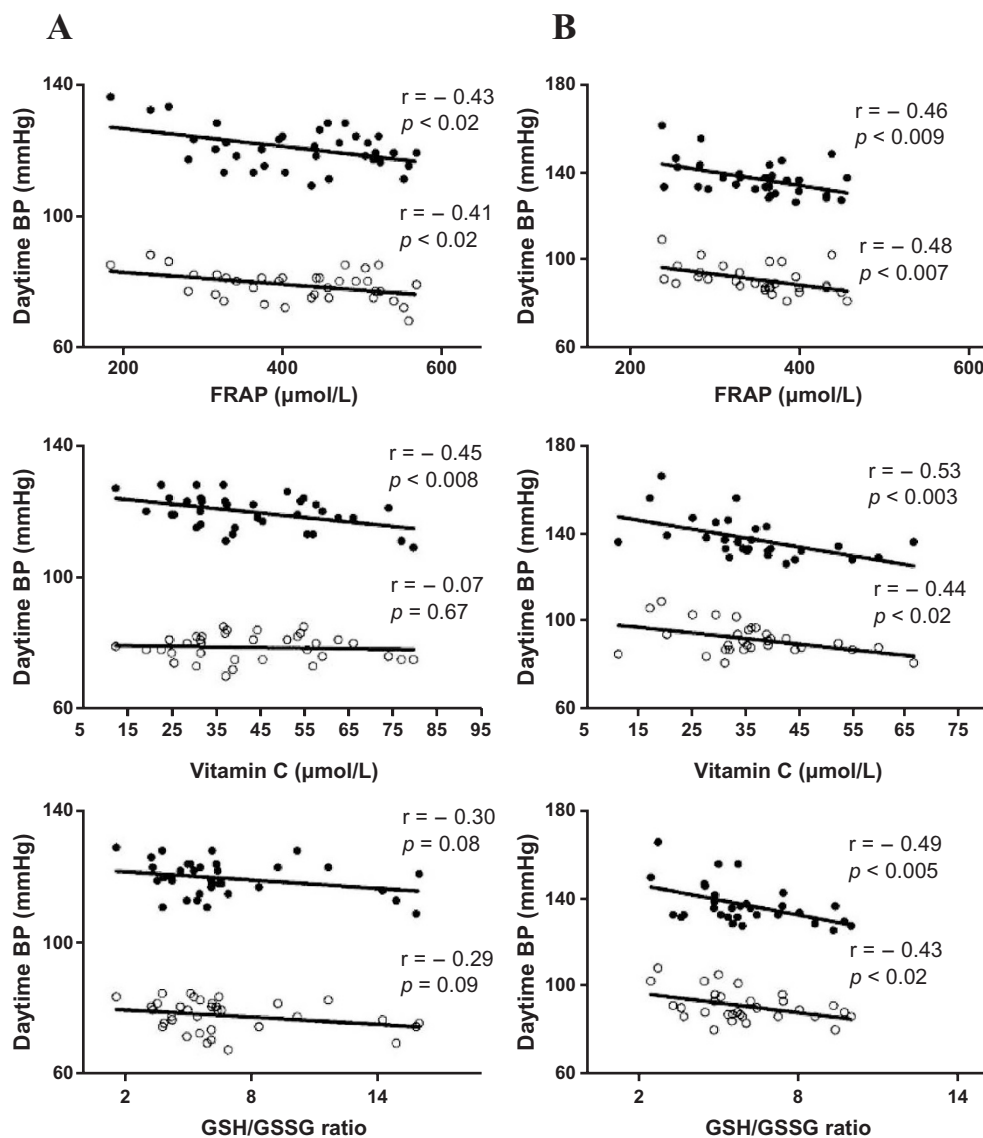 A
B
140
100
60
Daytime BP (mmHg)
r = – 0.43
p < 0.02
r = – 0.41
p < 0.02
200
400
600
FRAP (µmol/L)
180
140
100
60
Daytime BP (mmHg)
r = – 0.46
p < 0.009
r = – 0.48
p < 0.007
200
400
600
FRAP (µmol/L)
140
100
60
Daytime BP (mmHg)
r = – 0.45
p < 0.008
r = – 0.07
p = 0.67
5 15 25 35 45 55 65 75 85 95
Vitamin C (µmol/L)
180
140
100
60
Daytime BP (mmHg)
r = – 0.53
p < 0.003
r = – 0.44
p < 0.02
5 15 25 35 45 55 65 75
Vitamin C (µmol/L)
140
100
60
Daytime BP (mmHg)
r = – 0.30
p = 0.08
r = – 0.29
p = 0.09
2 8 14
GSH/GSSG ratio
180
140
100
60
Daytime BP (mmHg)
r = – 0.49
p < 0.005
r = – 0.43
p < 0.02
2 8 14
GSH/GSSG ratio